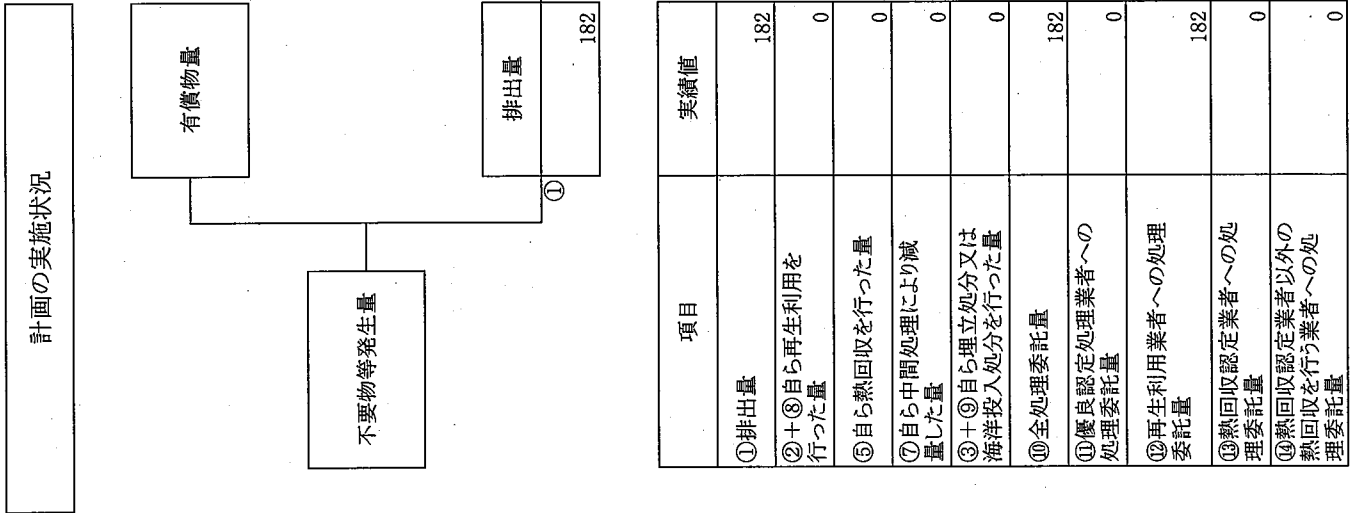 計画の実施状況
不要物等発生量
有償物量
①
排出量
182
項目
実績値
①排出量
182
②+⑧自ら再生利用を
行った量
0
⑤自ら熱回収を行った量
0
⑦自ら中間処理により減
量した量
0
③+⑨自ら埋立処分又は
海洋投入処分を行った量
0
⑩全処理委託量
182
⑪優良認定処理業者への
処理委託量
0
⑫再生利用業者への処理
委託量
182
⑬熱回収認定業者への処
理委託量
0
⑭熱回収認定業者以外の
熱回収を行う業者への処
理委託量
0